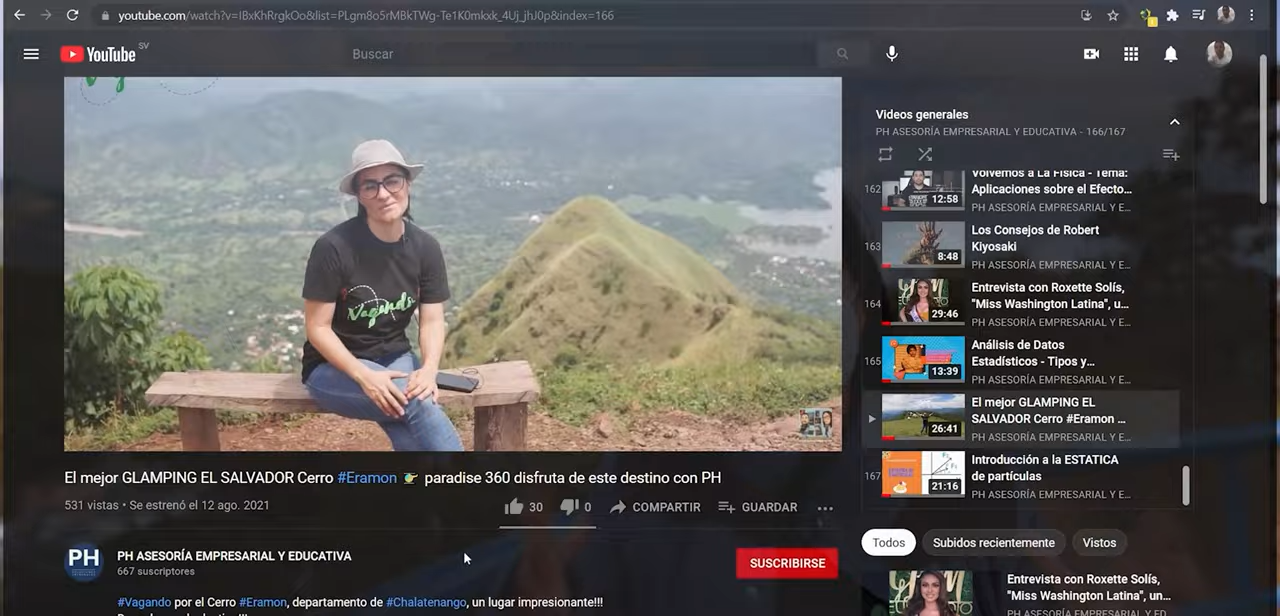 youtube.com/watch?v=IBxKhRrgkOo&list=PLgm8o5rMBkTWg-Te1K0mkxk_4Uj_jhJ0p&index=166
YouTube SV
Buscar
Vagando
Videos generales
PH ASESORÍA EMPRESARIAL Y EDUCATIVA - 166/167
162
12:58
Volvemos a La Física - Tema:
Aplicaciones sobre el Efecto...
PH ASESORÍA EMPRESARIAL Y E...
163
8:48
Los Consejos de Robert
Kiyosaki
PH ASESORÍA EMPRESARIAL Y E...
164
29:46
Entrevista con Roxette Solís,
"Miss Washington Latina", u...
PH ASESORÍA EMPRESARIAL Y E...
165
13:39
Análisis de Datos
Estadísticos - Tipos y...
PH ASESORÍA EMPRESARIAL Y E...
26:41
El mejor GLAMPING EL
SALVADOR Cerro #Eramon ...
PH ASESORÍA EMPRESARIAL Y E...
167
21:16
Introducción a la ESTATICA
de partículas
PH ASESORÍA EMPRESARIAL Y E...
El mejor GLAMPING EL SALVADOR Cerro #Eramon 👉 paradise 360 disfruta de este destino con PH
531 vistas • Se estrenó el 12 ago. 2021
30
0
COMPARTIR
GUARDAR
Todos
Subidos recientemente
Vistos
PH
PH ASESORÍA EMPRESARIAL Y EDUCATIVA
667 suscriptores
SUSCRIBIRSE
#Vagando por el Cerro #Eramon, departamento de #Chalatenango, un lugar impresionante!!!
Entrevista con Roxette Solís,
"Miss Washington Latina", un...
PH ASESORÍA EMPRESARIAL